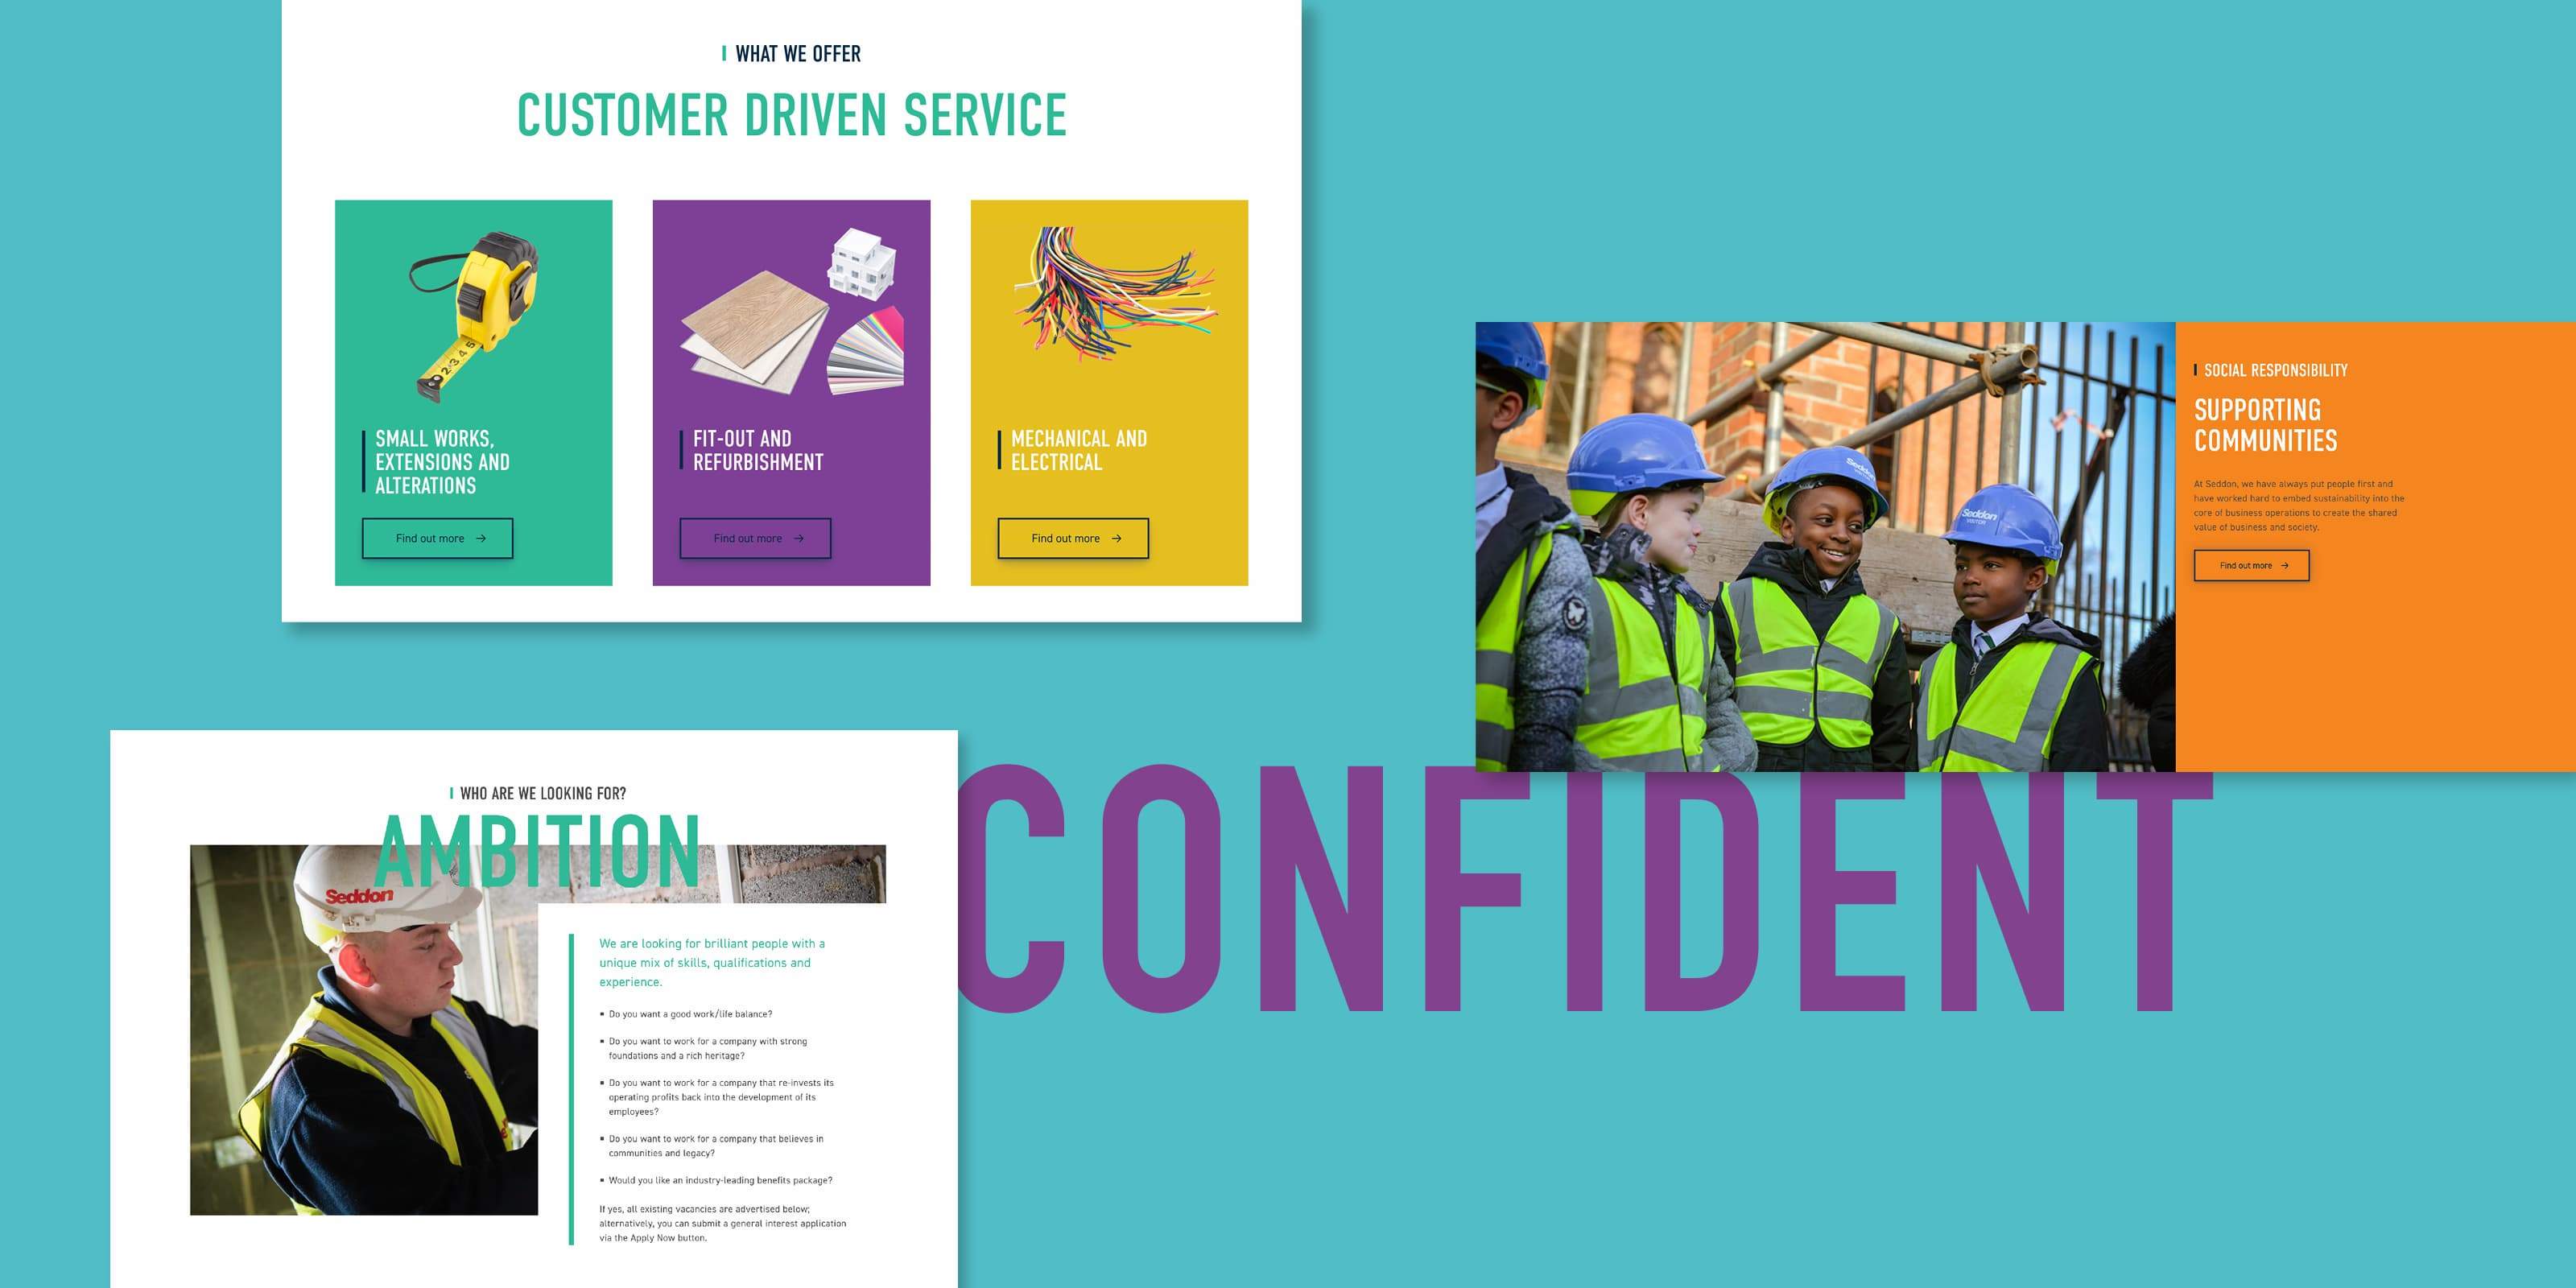 WHAT WE OFFER
CUSTOMER DRIVEN SERVICE
2 3 4 5
SMALL WORKS,
EXTENSIONS AND
ALTERATIONS
Find out more →
FIT-OUT AND
REFURBISHMENT
Find out more →
MECHANICAL AND
ELECTRICAL
Find out more →
Seddon
Seddon
VISITOR
SOCIAL RESPONSIBILITY
SUPPORTING
COMMUNITIES
At Seddon, we have always put people first and
have worked hard to embed sustainability into the
core of business operations to create the shared
value of business and society.
Find out more →
WHO ARE WE LOOKING FOR?
AMBITION
Seddon
We are looking for brilliant people with a
unique mix of skills, qualifications and
experience.
▪ Do you want a good work/life balance?
▪ Do you want to work for a company with strong
foundations and a rich heritage?
▪ Do you want to work for a company that re-invests its
operating profits back into the development of its
employees?
▪ Do you want to work for a company that believes in
communities and legacy?
▪ Would you like an industry-leading benefits package?
If yes, all existing vacancies are advertised below;
alternatively, you can submit a general interest application
via the Apply Now button.
CONFIDENT